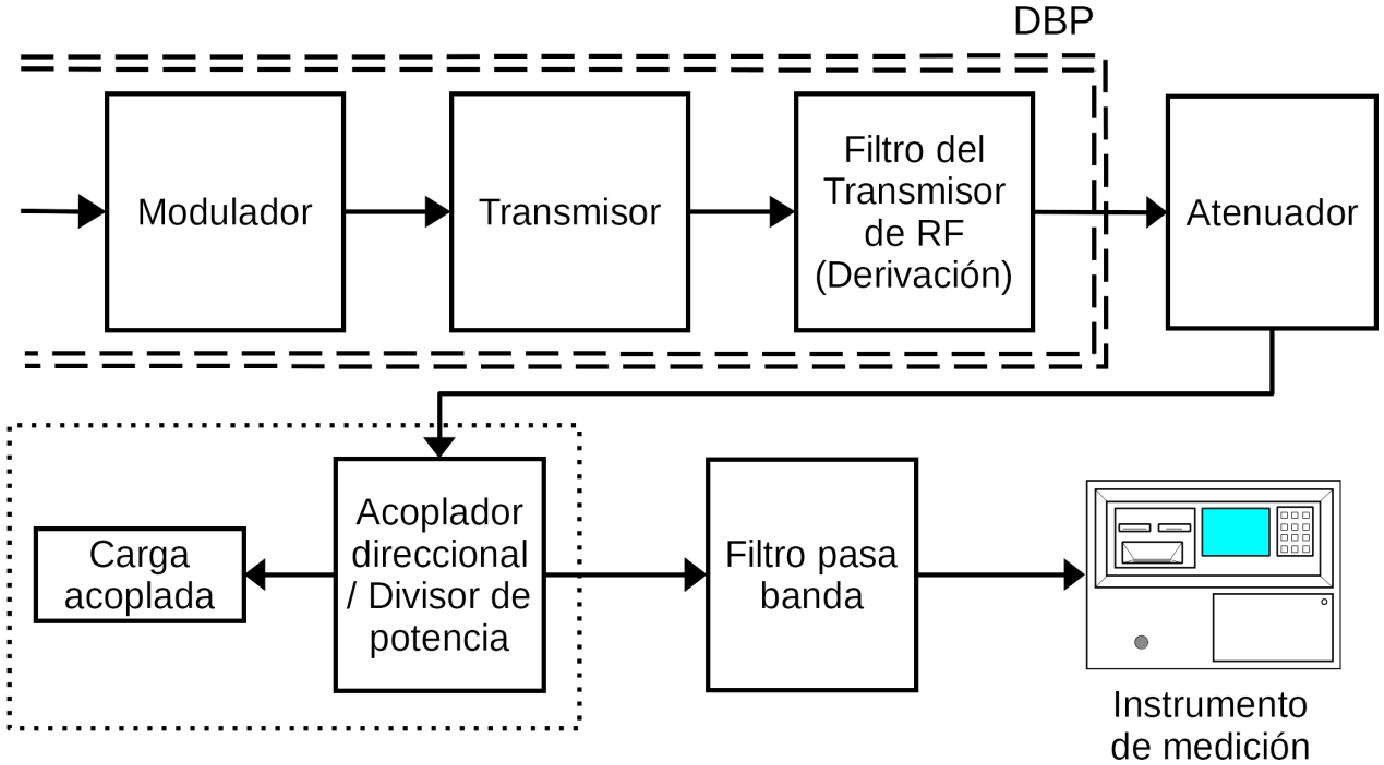 DBP
Modulador
Transmisor
Filtro del
Transmisor
de RF
(Derivación)
Atenuador
Carga
acoplada
Acoplador
direccional
/ Divisor de
potencia
Filtro pasa
banda
Instrumento
de medición